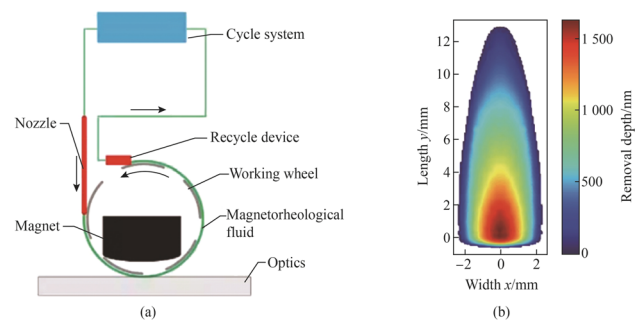 (a)
Cycle system
Nozzle
Recycle device
Working wheel
Magnet
Magnetorheological
fluid
Optics
(a)
(b)
Length y/mm
12
10
8
6
4
2
0
−2
0
2
Width x/mm
1 500
1 000
500
0
Removal depth/nm
(b)